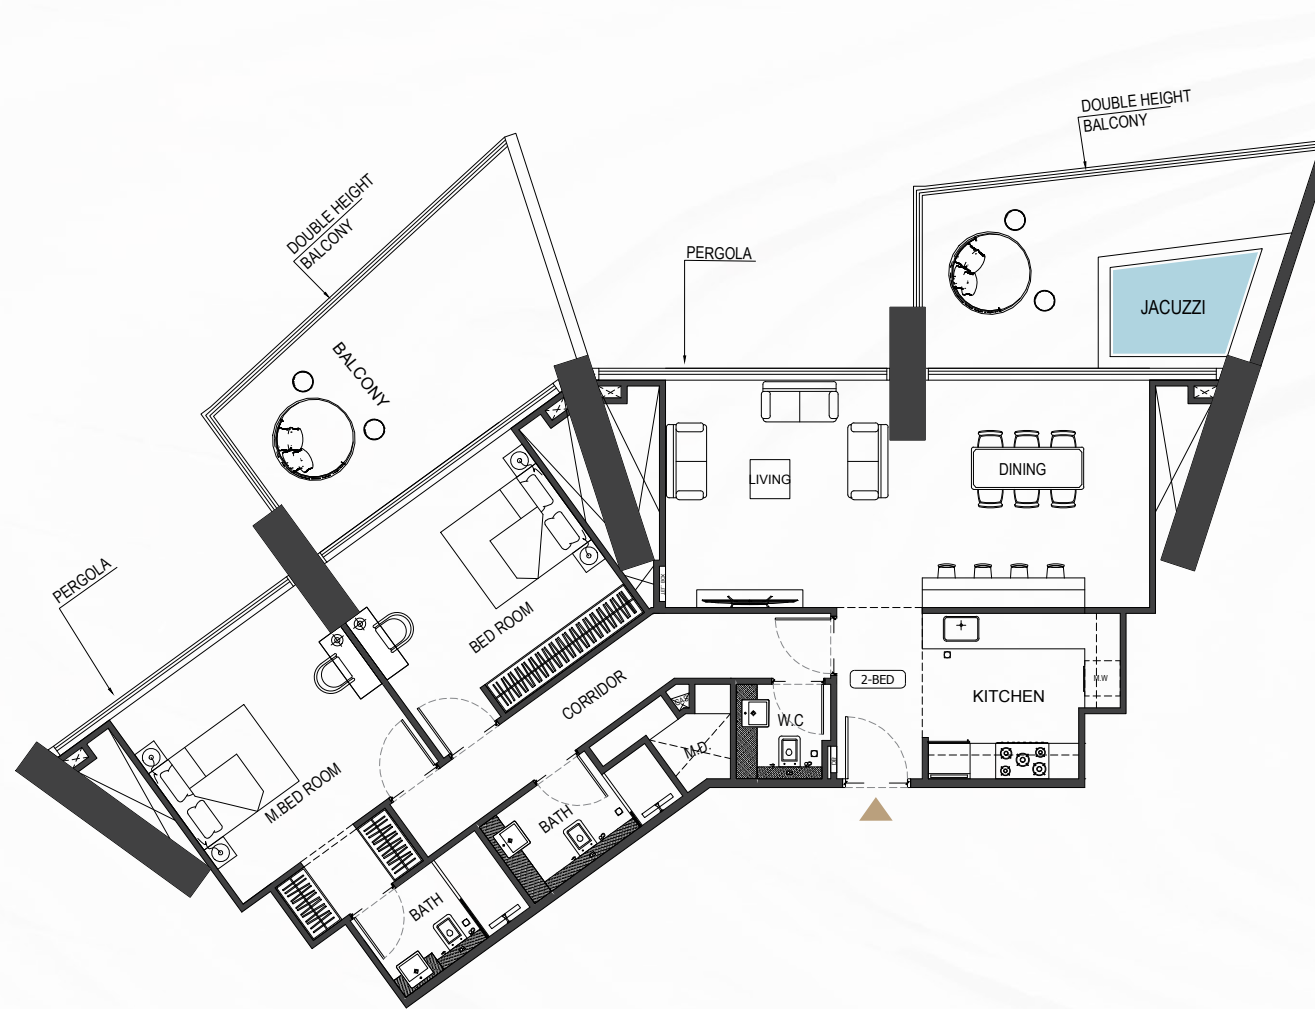 DOUBLE HEIGHT
BALCONY
DOUBLE HEIGHT
BALCONY
PERGOLA
JACUZZI
BALCONY
LIVING
DINING
PERGOLA
BED ROOM
CORRIDOR
2-BED
KITCHEN
M.W
W.C
M.D.
M.BED ROOM
BATH
BATH